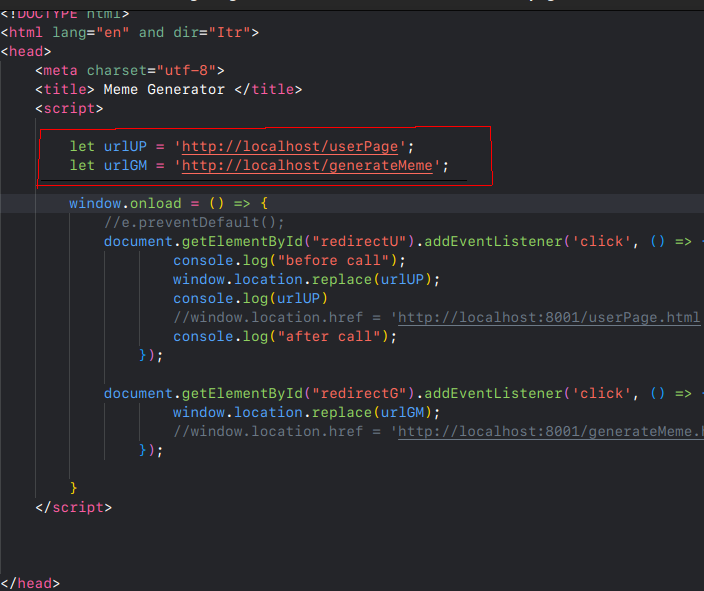 <!DOCTYPE html>
<html lang="en" and dir="Itr">
<head>
<meta charset="utf-8">
<title> Meme Generator </title>
<script>
let urlUP = 'http://localhost/userPage';
let urlGM = 'http://localhost/generateMeme';
window.onload = () => {
//e.preventDefault();
document.getElementById("redirectU").addEventListener('click', () => {
console.log("before call");
window.location.replace(urlUP);
console.log(urlUP)
//window.location.href = 'http://localhost:8001/userPage.html
console.log("after call");
});
document.getElementById("redirectG").addEventListener('click', () => {
window.location.replace(urlGM);
//window.location.href = 'http://localhost:8001/generateMeme.
});
}
</script>
</head>